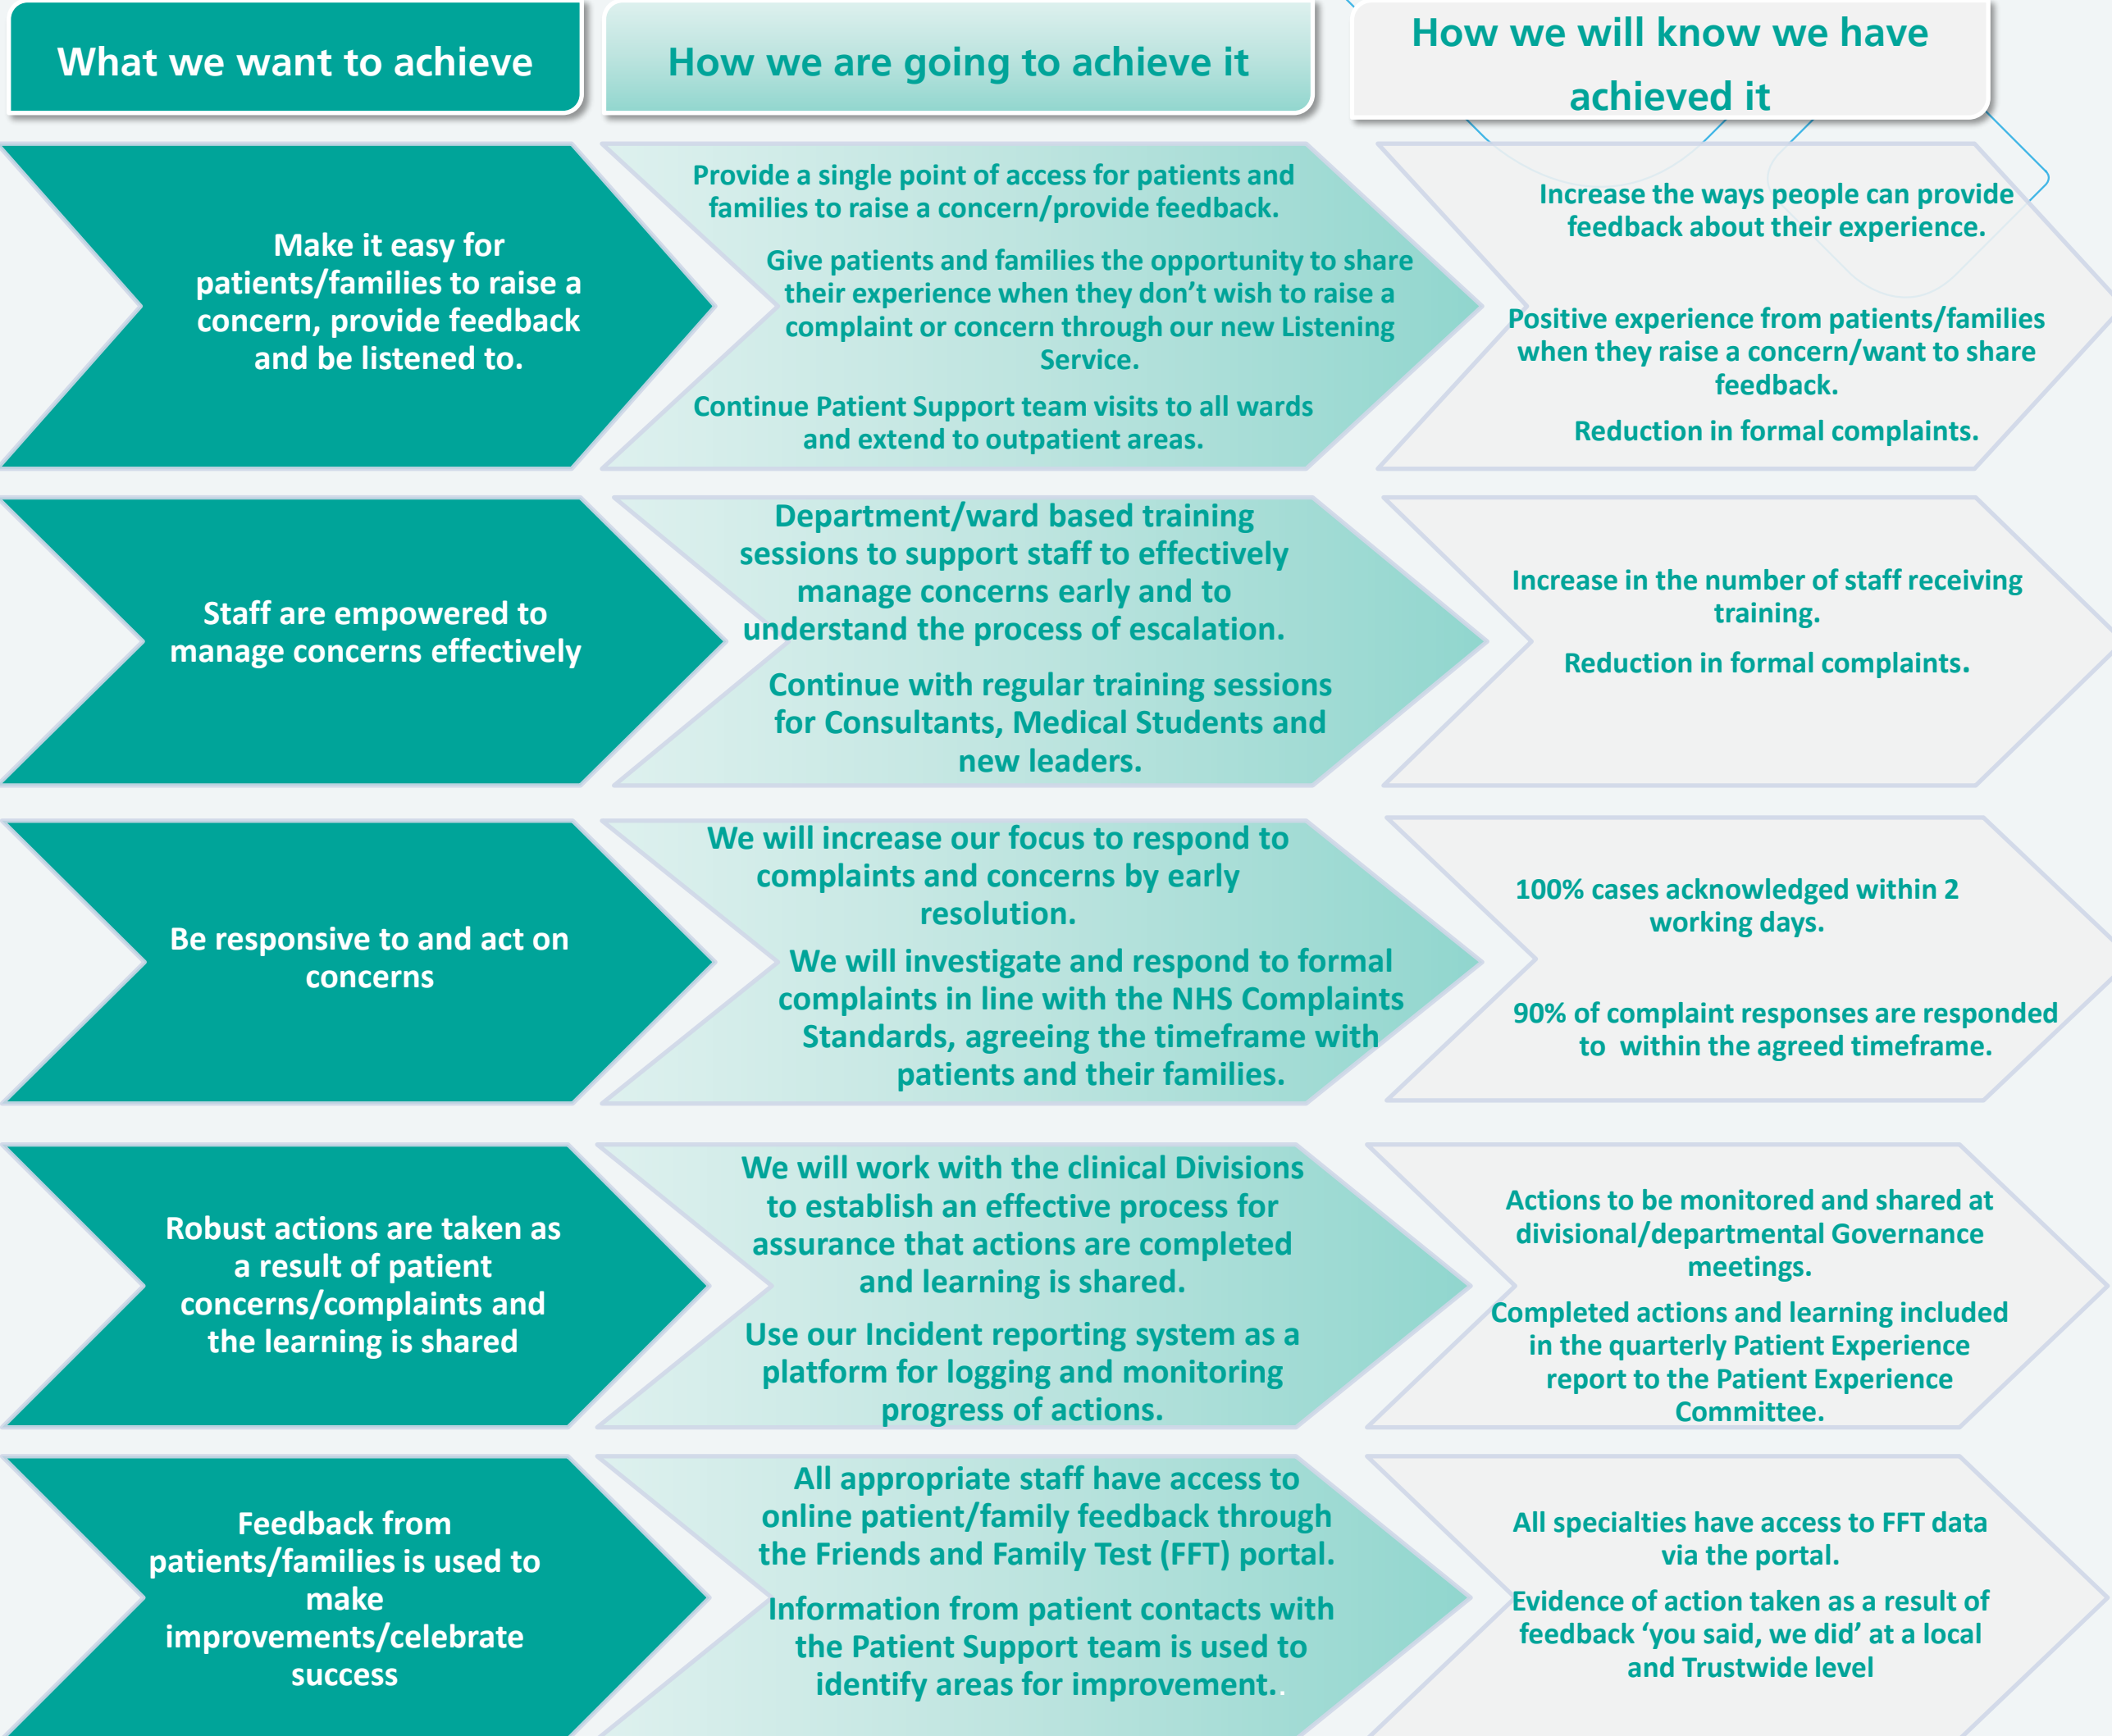 What we want to achieve
How we are going to achieve it
How we will know we have
achieved it
Make it easy for
patients/families to raise a
concern, provide feedback
and be listened to.
Provide a single point of access for patients and
families to raise a concern/provide feedback.
Give patients and families the opportunity to share
their experience when they don’t wish to raise a
complaint or concern through our new Listening
Service.
Continue Patient Support team visits to all wards
and extend to outpatient areas.
Increase the ways people can provide
feedback about their experience.
Positive experience from patients/families
when they raise a concern/want to share
feedback.
Reduction in formal complaints.
Staff are empowered to
manage concerns effectively
Department/ward based training
sessions to support staff to effectively
manage concerns early and to
understand the process of escalation.
Continue with regular training sessions
for Consultants, Medical Students and
new leaders.
Increase in the number of staff receiving
training.
Reduction in formal complaints.
Be responsive to and act on
concerns
We will increase our focus to respond to
complaints and concerns by early
resolution.
We will investigate and respond to formal
complaints in line with the NHS Complaints
Standards, agreeing the timeframe with
patients and their families.
100% cases acknowledged within 2
working days.
90% of complaint responses are responded
to within the agreed timeframe.
Robust actions are taken as
a result of patient
concerns/complaints and
the learning is shared
We will work with the clinical Divisions
to establish an effective process for
assurance that actions are completed
and learning is shared.
Use our Incident reporting system as a
platform for logging and monitoring
progress of actions.
Actions to be monitored and shared at
divisional/departmental Governance
meetings.
Completed actions and learning included
in the quarterly Patient Experience
report to the Patient Experience
Committee.
Feedback from
patients/families is used to
make
improvements/celebrate
success
All appropriate staff have access to
online patient/family feedback through
the Friends and Family Test (FFT) portal.
Information from patient contacts with
the Patient Support team is used to
identify areas for improvement..
All specialties have access to FFT data
via the portal.
Evidence of action taken as a result of
feedback ‘you said, we did’ at a local
and Trustwide level